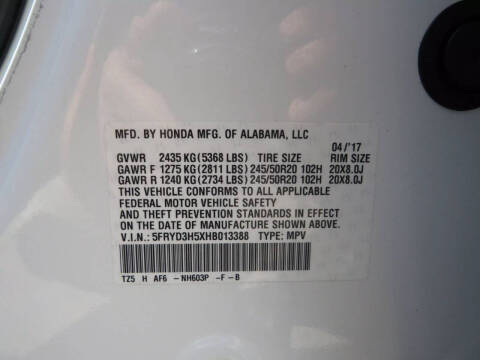 MFD. BY HONDA MFG. OF ALABAMA, LLC
04/'17
GVWR 2435 KG(5368 LBS) TIRE SIZE RIM SIZE
GAWR F 1275 KG(2811 LBS)245/50R20 102H 20X8.0J
GAWR R 1240 KG(2734 LBS)245/50R20 102H 20X8.0J
THIS VEHICLE CONFORMS TO ALL APPLICABLE
FEDERAL MOTOR VEHICLE SAFETY
AND THEFT PREVENTION STANDARDS IN EFFECT
ON THE DATE OF MANUFACTURE SHOWN ABOVE.
V.I.N.: 5FRYD3H5XHB013388 TYPE: MPV
TZ5 H AF6 -NH603P -F-B